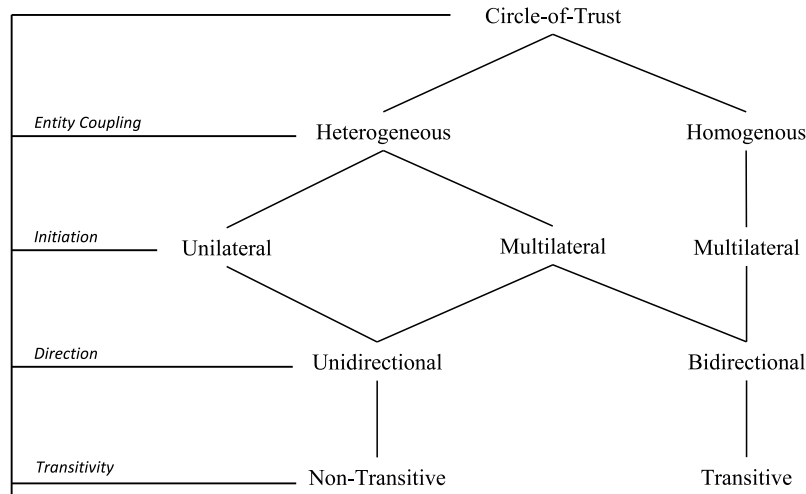 Circle-of-Trust
Entity Coupling
Heterogeneous
Homogenous
Initiation
Unilateral
Multilateral
Multilateral
Direction
Unidirectional
Bidirectional
Transitivity
Non-Transitive
Transitive